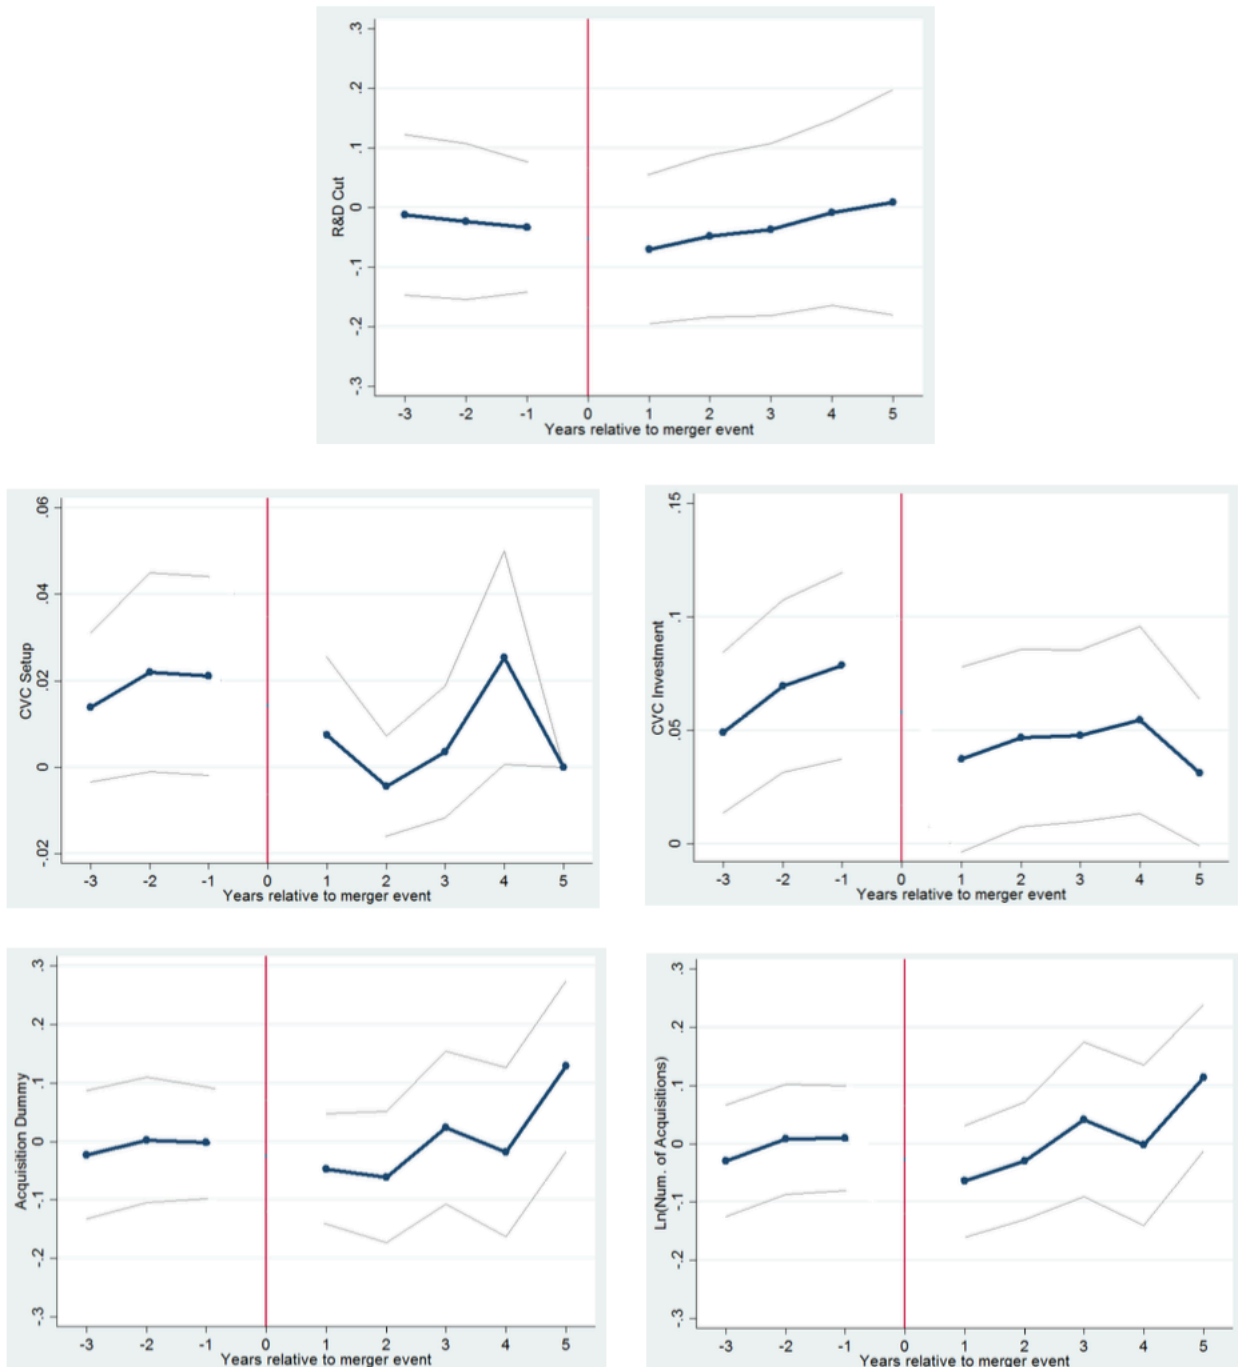 R&D Cut
.3
.2
.1
0
-.1
-.2
-.3
-3 -2 -1 0 1 2 3 4 5
Years relative to merger event
CVC Setup
.06
.04
.02
0
-.02
-3 -2 -1 0 1 2 3 4 5
Years relative to merger event
CVC Investment
.15
.1
.05
0
-3 -2 -1 0 1 2 3 4 5
Years relative to merger event
Acquisition Dummy
.3
.2
.1
0
-.1
-.2
-.3
-3 -2 -1 0 1 2 3 4 5
Years relative to merger event
Ln(Num. of Acquisitions)
.3
.2
.1
0
-.1
-.2
-.3
-3 -2 -1 0 1 2 3 4 5
Years relative to merger event